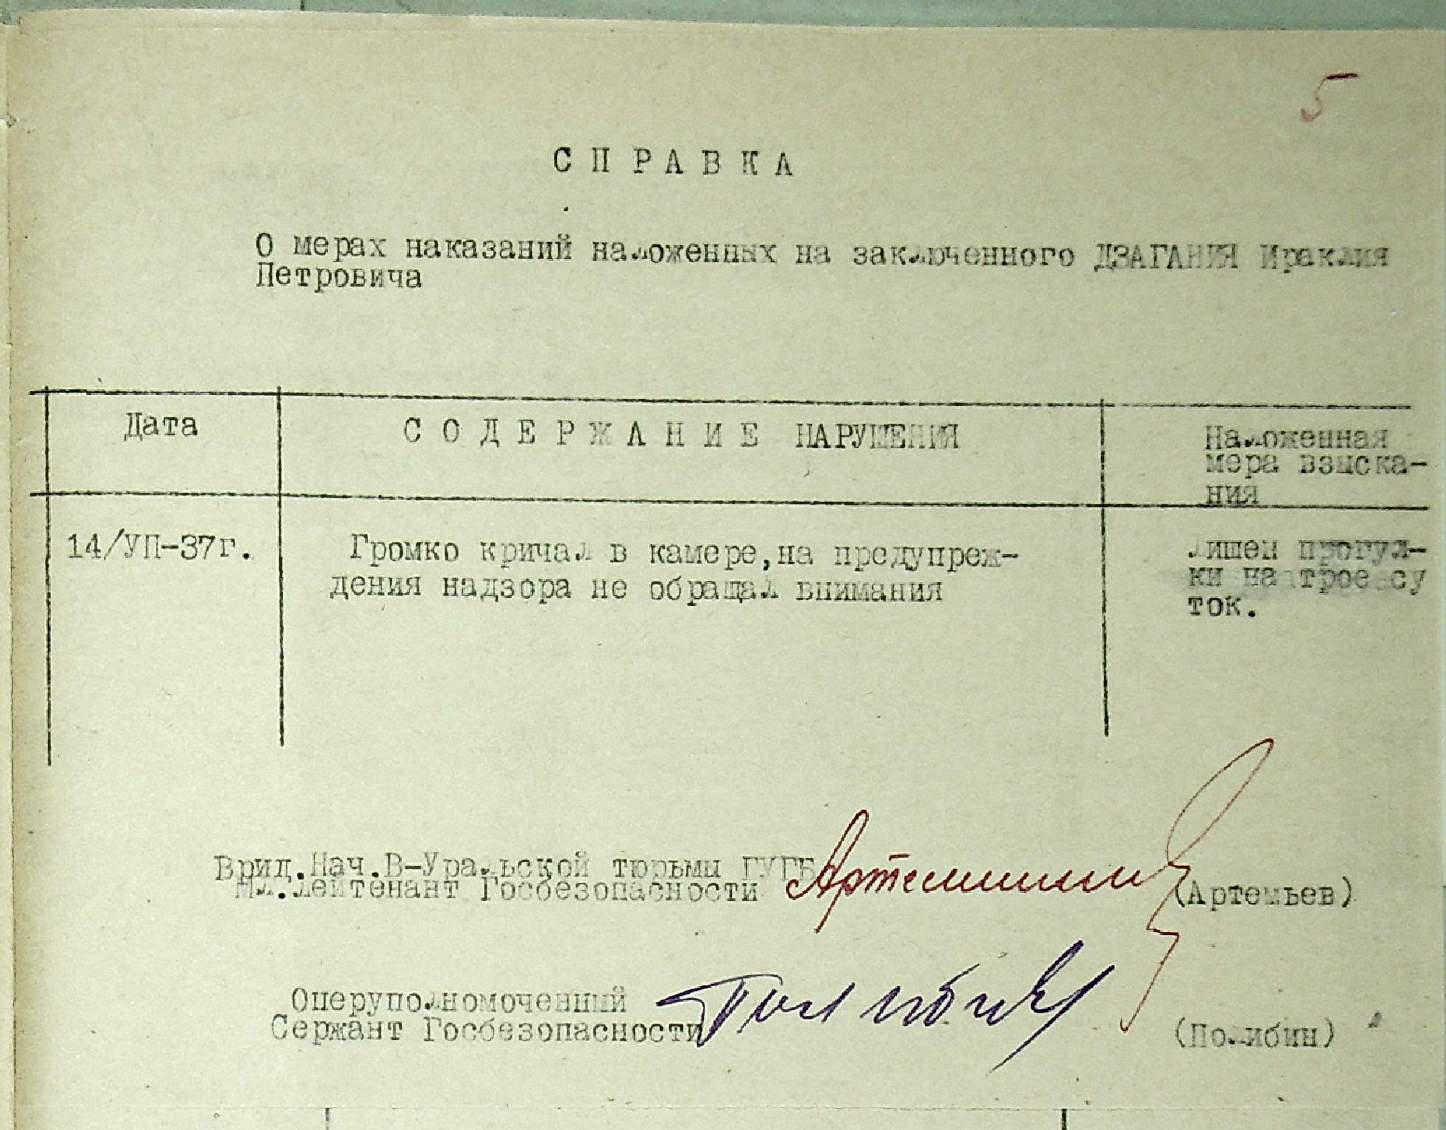 5
СПРАВКА
О мерах наказаний наложенных на заключенного ДЗАГАНИЯ Ираклия
Петровича
Дата
СОДЕРЖАНИЕ НАРУШЕНИЯ
Наложенная
мера взыска-
ния
14/УП-37г.
Громко кричал в камере,на предупреж-
дения надзора не обращал внимания
лишен прогул-
ки на трое су
ток.
Врид.Нач.В-Уральской тюрьмы ГУГБ
Мл.лейтенант Госбезопасности
(Артемьев)
Оперуполномоченный
Сержант Госбезопасности
(Полибин)